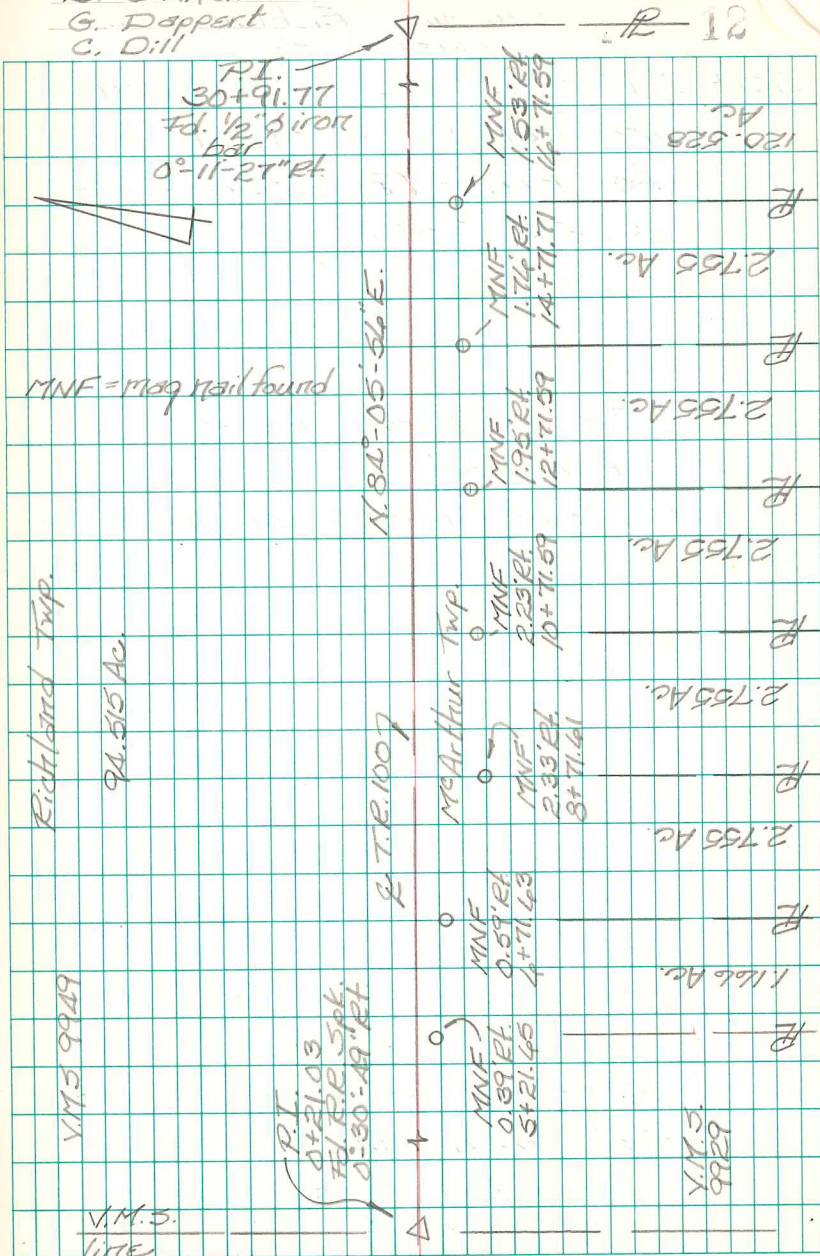 G. Deppert
C. Dill
12
P.I.
30+91.77
Fd. 1/2" φ iron
bar
0°-11-27" Rt
MNF
1.53' Rt
16+71.59
120.528
Ac.
MNF
1.74' Rt.
14+71.71
2.755 Ac.
MNF = mag nail found
N. 84°-05'-56" E.
MNF
1.95' Rt.
12+71.59
2.755 Ac.
MNF
2.23' Rt.
10+71.59
2.755 Ac.
Richland Twp.
94.515 Ac.
℄ T.R. 1007
McArthur Twp.
MNF
2.33' Rt.
8+71.61
2.755 Ac.
MNF
0.59' Rt.
6+71.63
2.755 Ac.
V.M.S 9949
P.I.
0+21.03
Fd. R.R. Spk.
0°-30'-49" Rt.
MNF
0.39' Rt.
5+21.65
1.166 Ac.
V.M.S.
9929
V.M.S.
line